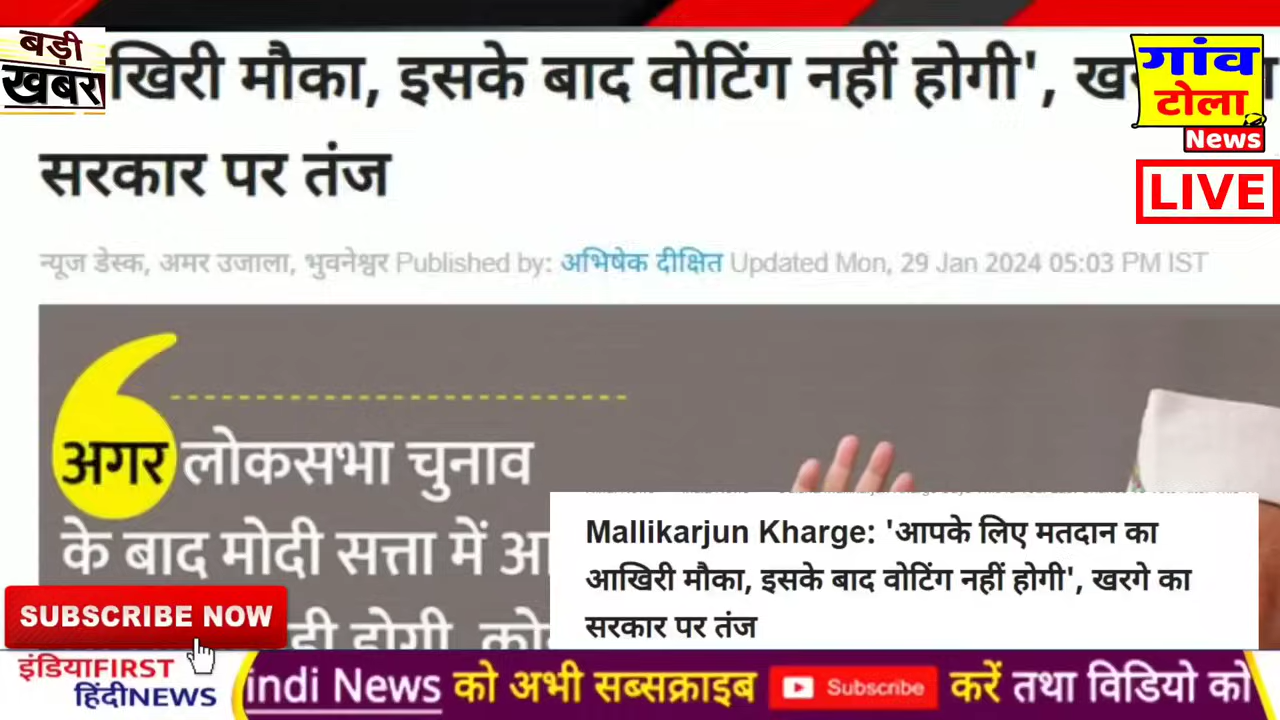 बड़ी
खबर
खिरी मौका, इसके बाद वोटिंग नहीं होगी',
गांव
टोला
News
LIVE
सरकार पर तंज
न्यूज डेस्क, अमर उजाला, भुवनेश्वर Published by: अभिषेक दीक्षित Updated Mon, 29 Jan 2024 05:03 PM IST
अगर लोकसभा चुनाव
के बाद मोदी सत्ता में
Mallikarjun Kharge: 'आपके लिए मतदान का
आखिरी मौका, इसके बाद वोटिंग नहीं होगी', खरगे का
सरकार पर तंज
SUBSCRIBE NOW
इंडियाFIRST
हिंदीNEWS
indi News को अभी सब्सक्राइब Subscribe करें तथा विडियो को